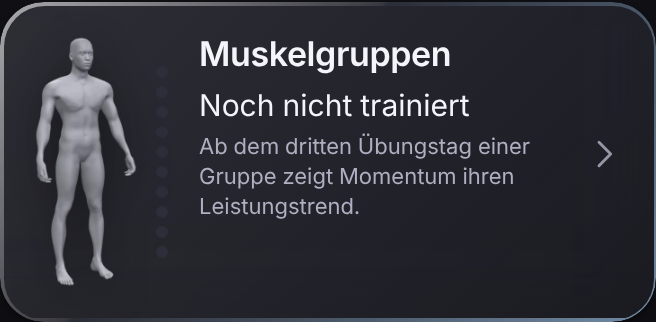 Muskelgruppen
Noch nicht trainiert
Ab dem dritten Übungstag einer
Gruppe zeigt Momentum ihren
Leistungstrend.